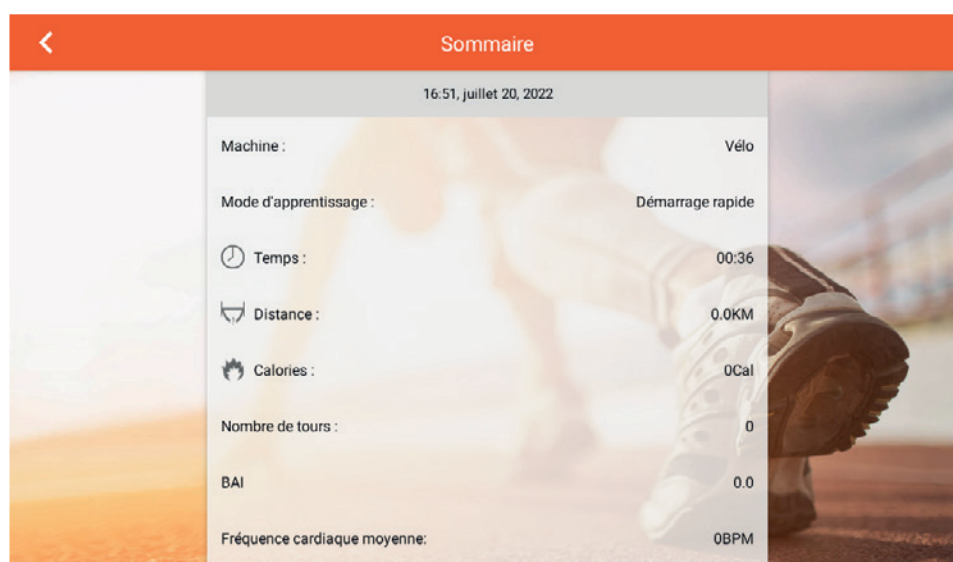 Sommaire
16:51, juillet 20, 2022
Machine : Vélo
Mode d'apprentissage : Démarrage rapide
Temps : 00:36
Distance : 0.0KM
Calories : 0Cal
Nombre de tours : 0
BAI 0.0
Fréquence cardiaque moyenne: 0BPM